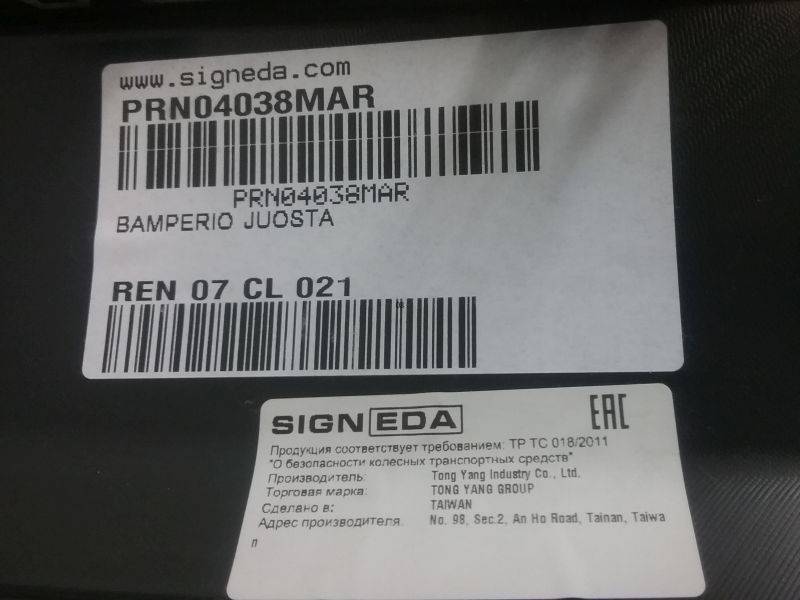 www.signeda.com
PRN04038MAR
PRN04038MAR
BAMPERIO JUOSTA
REN 07 CL 021
SIGNEDA
EAC
Продукция соответствует требованием: ТР ТС 018/2011
"О безопасности колесных транспортных средств"
Производитель: Tong Yang Industry Co., Ltd.
Торговая марка: TONG YANG GROUP
Сделано в: TAIWAN
Адрес производителя: No. 98, Sec.2, An Ho Road, Tainan, Taiwa
n